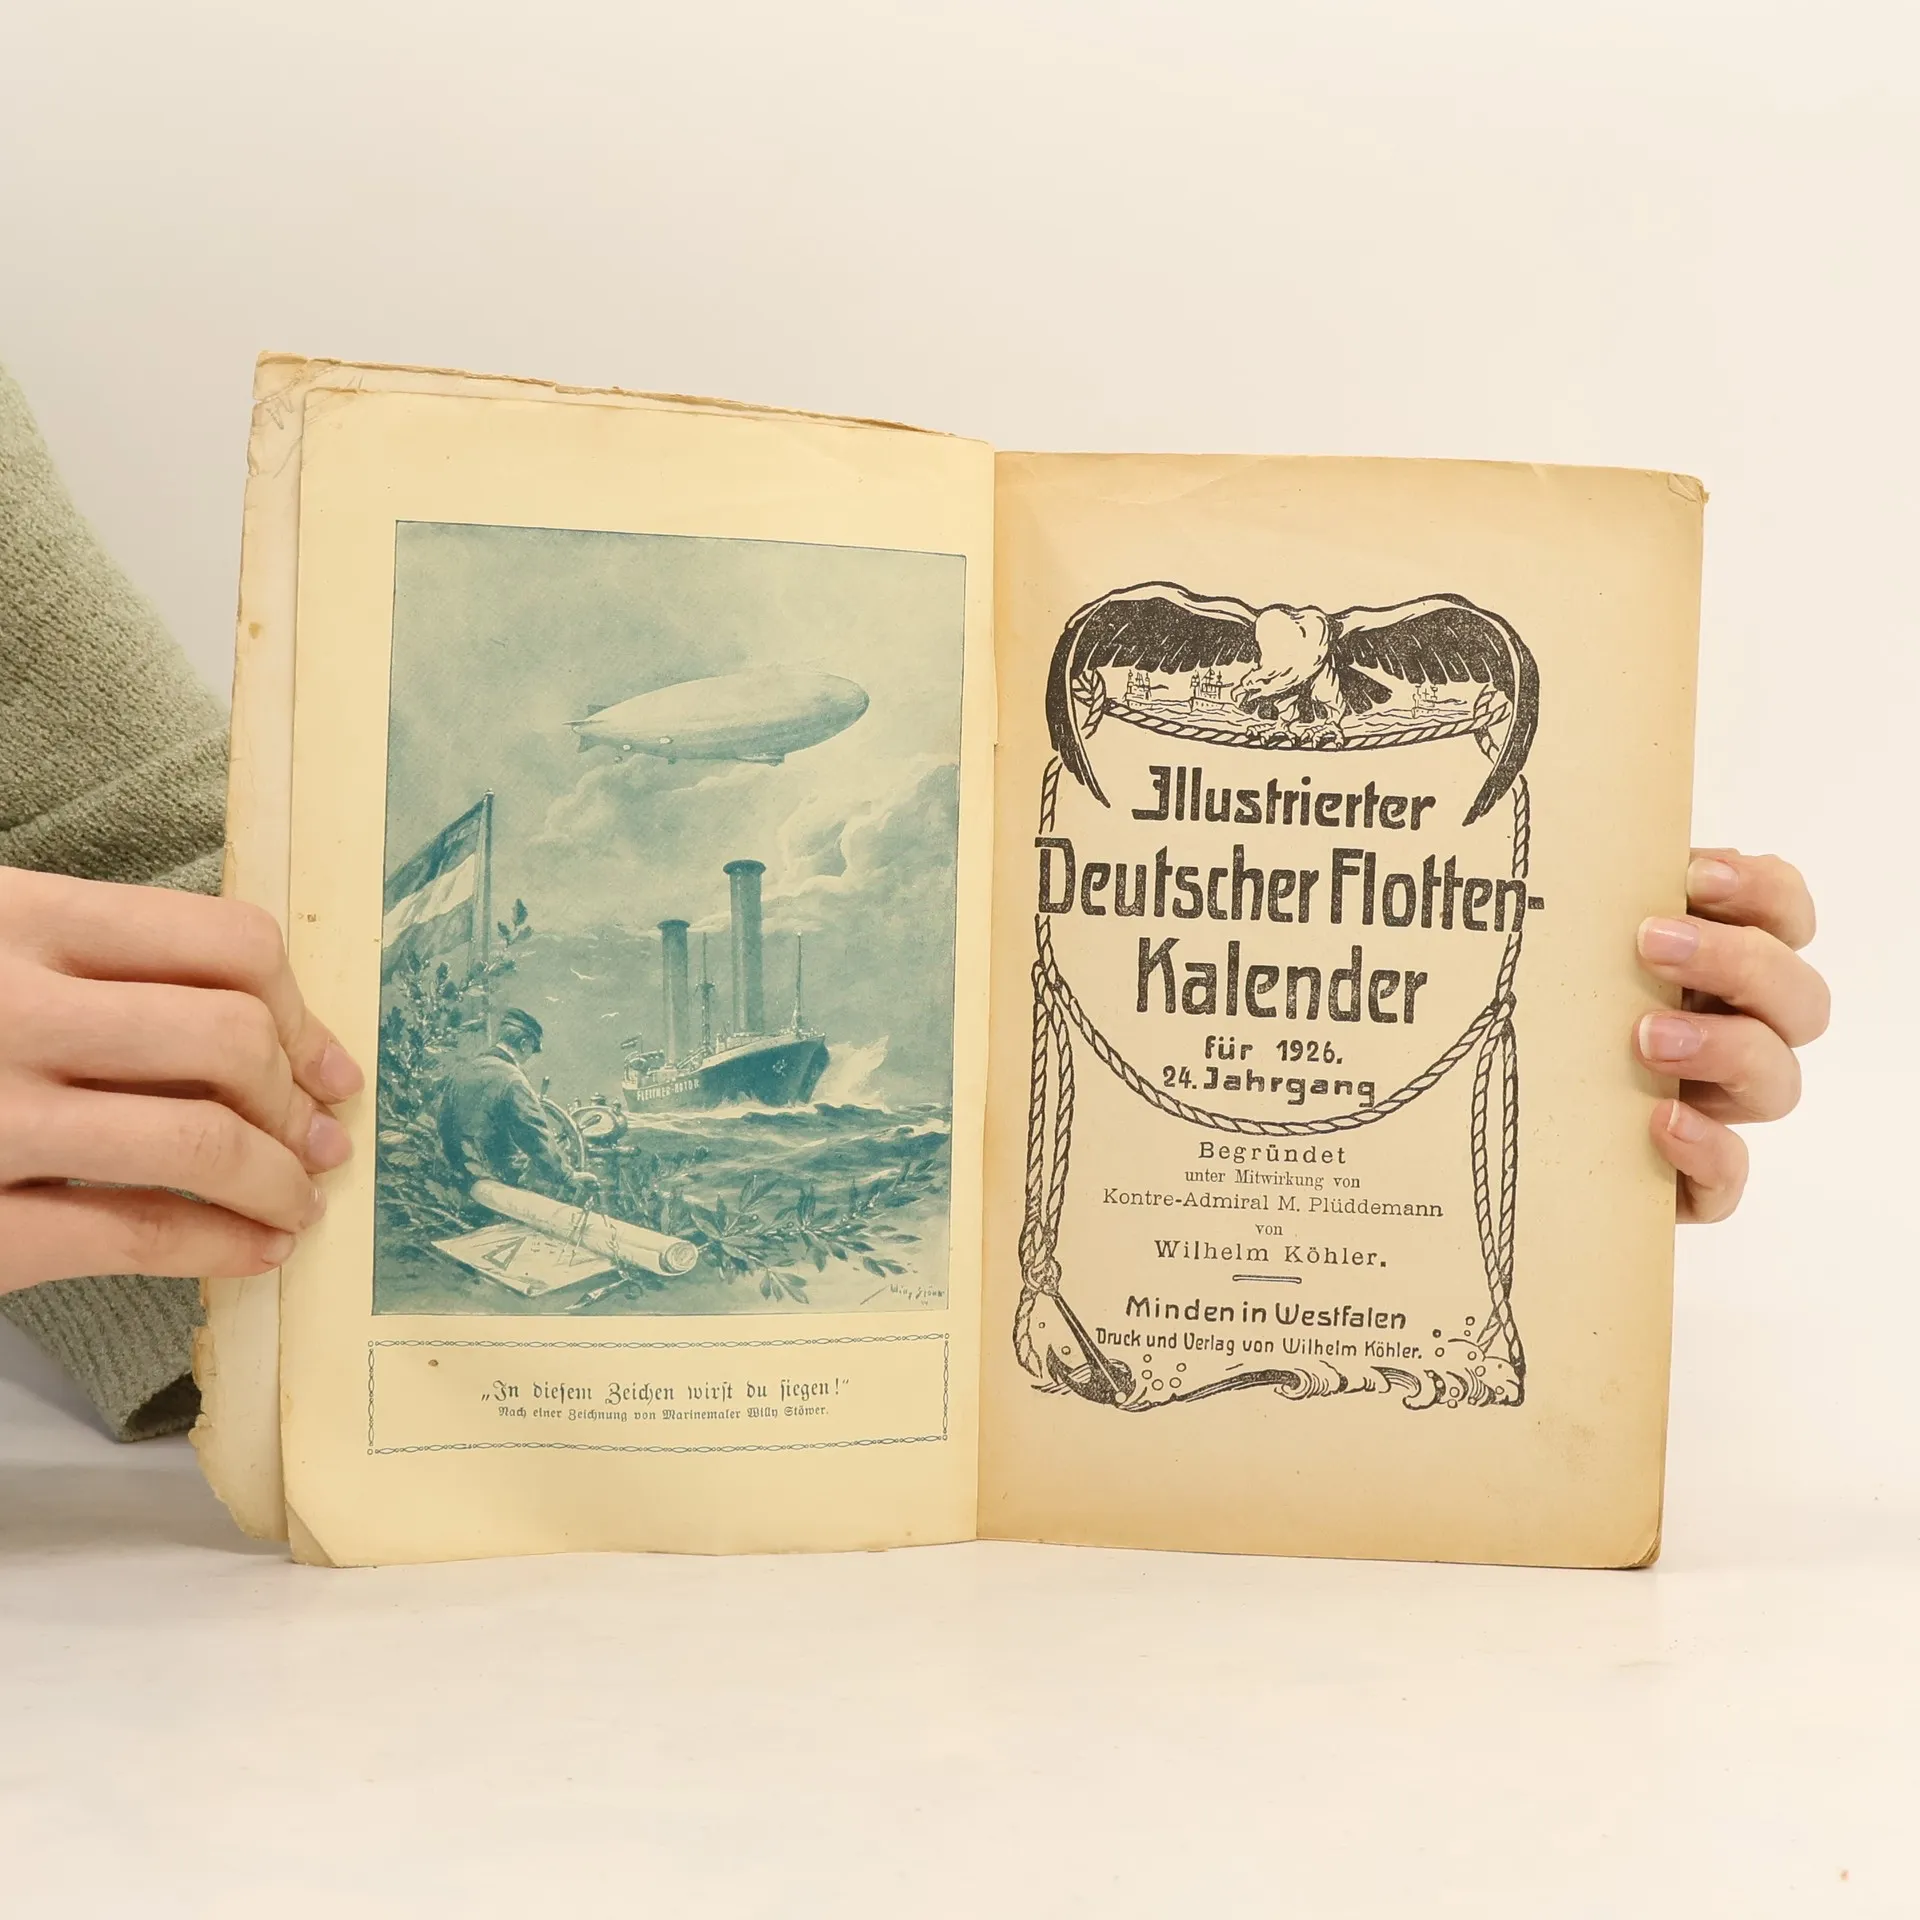 FLETTNER-ROTOR
„In diesem Zeichen wirst du siegen!“
Nach einer Zeichnung von Marinemaler Willy Stöwer.
Illustrierter
Deutscher Flotten-
Kalender
für 1926.
24. Jahrgang
Begründet
unter Mitwirkung von
Kontre-Admiral M. Plüddemann
von
Wilhelm Köhler.
Minden in Westfalen
Druck und Verlag von Wilhelm Köhler.